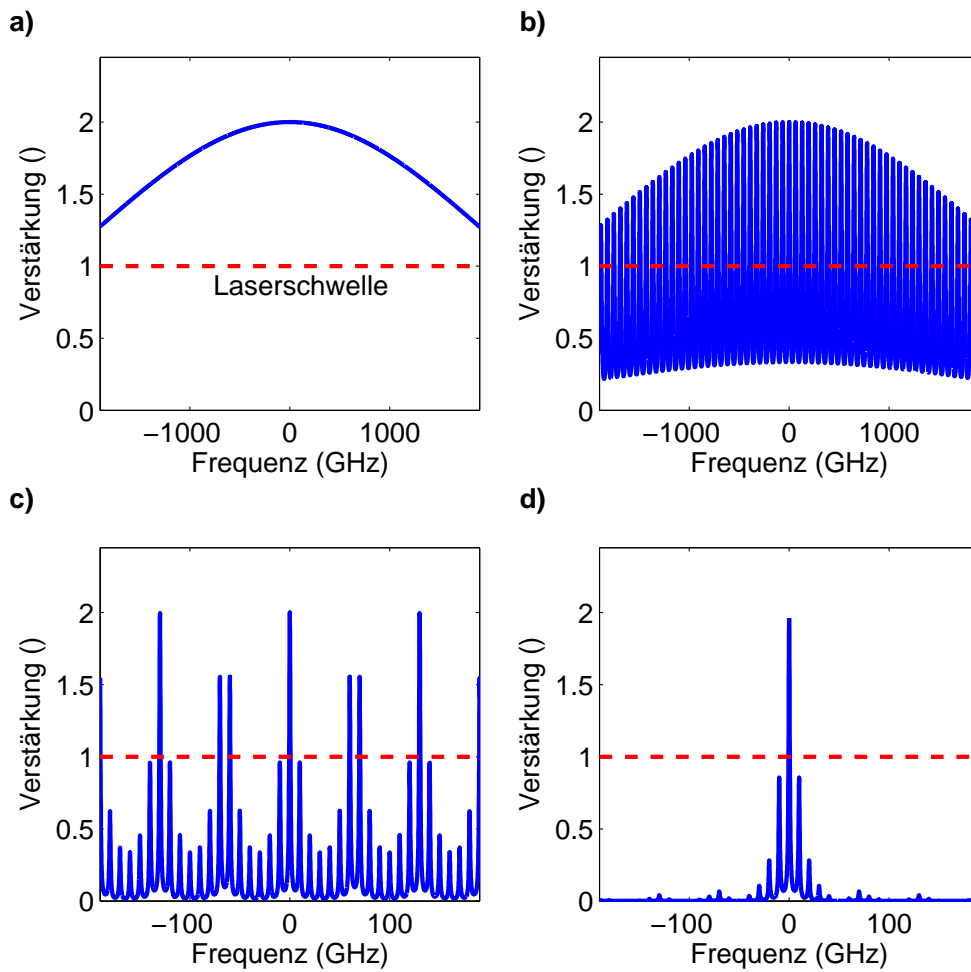 a)
2
1.5
1
0.5
0
Laserschwelle
−1000 0 1000
Frequenz (GHz)
Verstärkung ()
b)
2
1.5
1
0.5
0
−1000 0 1000
Frequenz (GHz)
Verstärkung ()
c)
2
1.5
1
0.5
0
−100 0 100
Frequenz (GHz)
Verstärkung ()
d)
2
1.5
1
0.5
0
−100 0 100
Frequenz (GHz)
Verstärkung ()